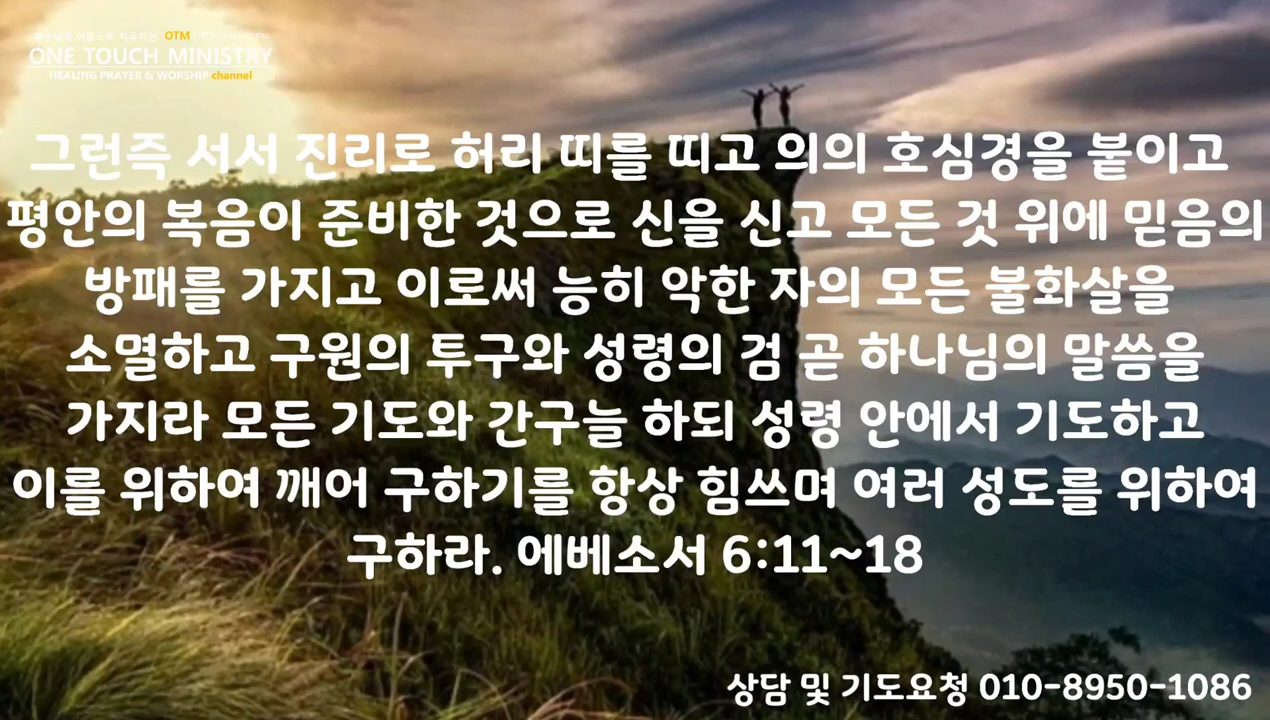 OTM
ONE TOUCH MINISTRY
HEALING PRAYER & WORSHIP channel
그런즉 서서 진리로 허리 띠를 띠고 의의 호심경을 붙이고
평안의 복음이 준비한 것으로 신을 신고 모든 것 위에 믿음의
방패를 가지고 이로써 능히 악한 자의 모든 불화살을
소멸하고 구원의 투구와 성령의 검 곧 하나님의 말씀을
가지라 모든 기도와 간구늘 하되 성령 안에서 기도하고
이를 위하여 깨어 구하기를 항상 힘쓰며 여러 성도를 위하여
구하라. 에베소서 6:11~18
상담 및 기도요청 010-8950-1086